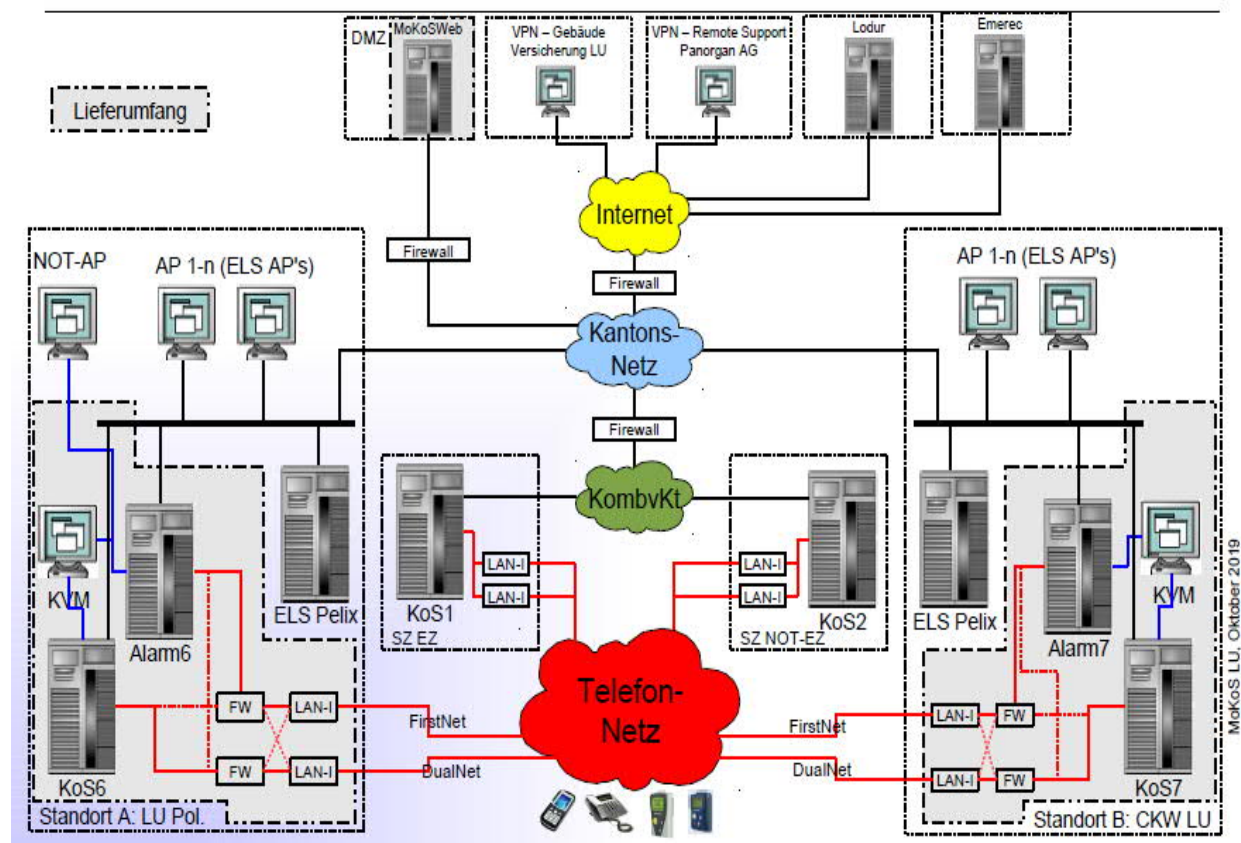 DMZ
MoKoSWeb
VPN – Gebäude
Versicherung LU
VPN – Remote Support
Panorgan AG
Lodur
Emerec
Lieferumfang
Internet
Firewall
Firewall
NOT-AP
AP 1-n (ELS AP's)
AP 1-n (ELS AP's)
Kantons-
Netz
Firewall
KombvKt
KVM
Alarm6
ELS Pelix
KoS1
LAN-I
LAN-I
SZ EZ
LAN-I
LAN-I
KoS2
SZ NOT-EZ
ELS Pelix
Alarm7
KVM
KoS6
FW
LAN-I
FW
LAN-I
FirstNet
DualNet
Telefon-
Netz
FirstNet
DualNet
LAN-I
FW
LAN-I
FW
KoS7
Standort A: LU Pol.
Standort B: CKW LU
MoKoS LU, Oktober 2019